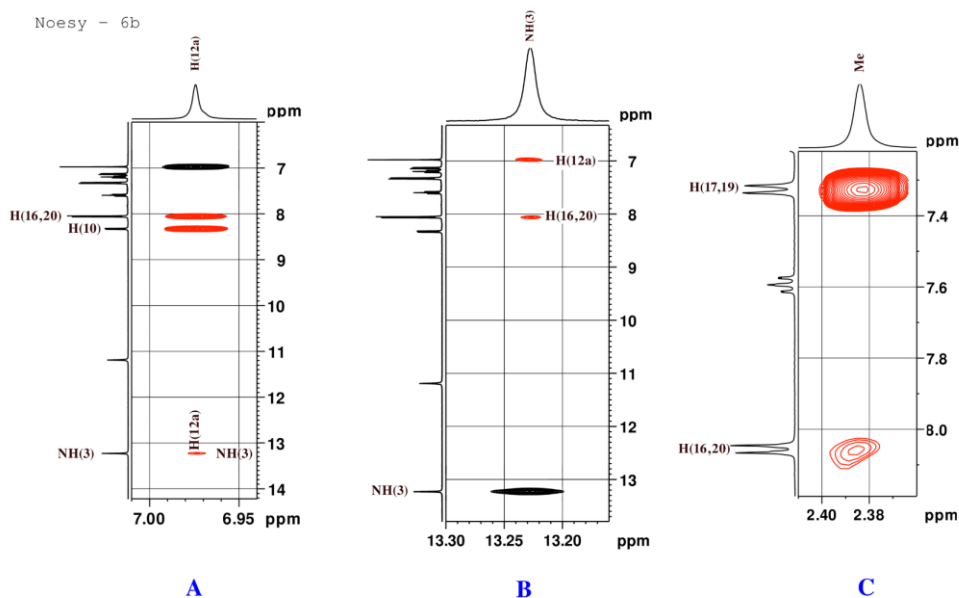 Noesy - 6b
H(12a)
ppm
7
8
9
10
11
12
13
14
H(16,20)
H(10)
NH(3)
H(12a)
NH(3)
7.00
6.95
ppm
A
NH(3)
ppm
7
8
9
10
11
12
13
H(12a)
H(16,20)
NH(3)
13.30
13.25
13.20
ppm
B
Me
ppm
H(17,19)
7.4
7.6
7.8
8.0
H(16,20)
2.40
2.38
ppm
C